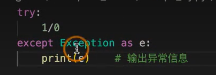 try:
    1/0
except Exception as e:
    print(e)    # 输出异常信息